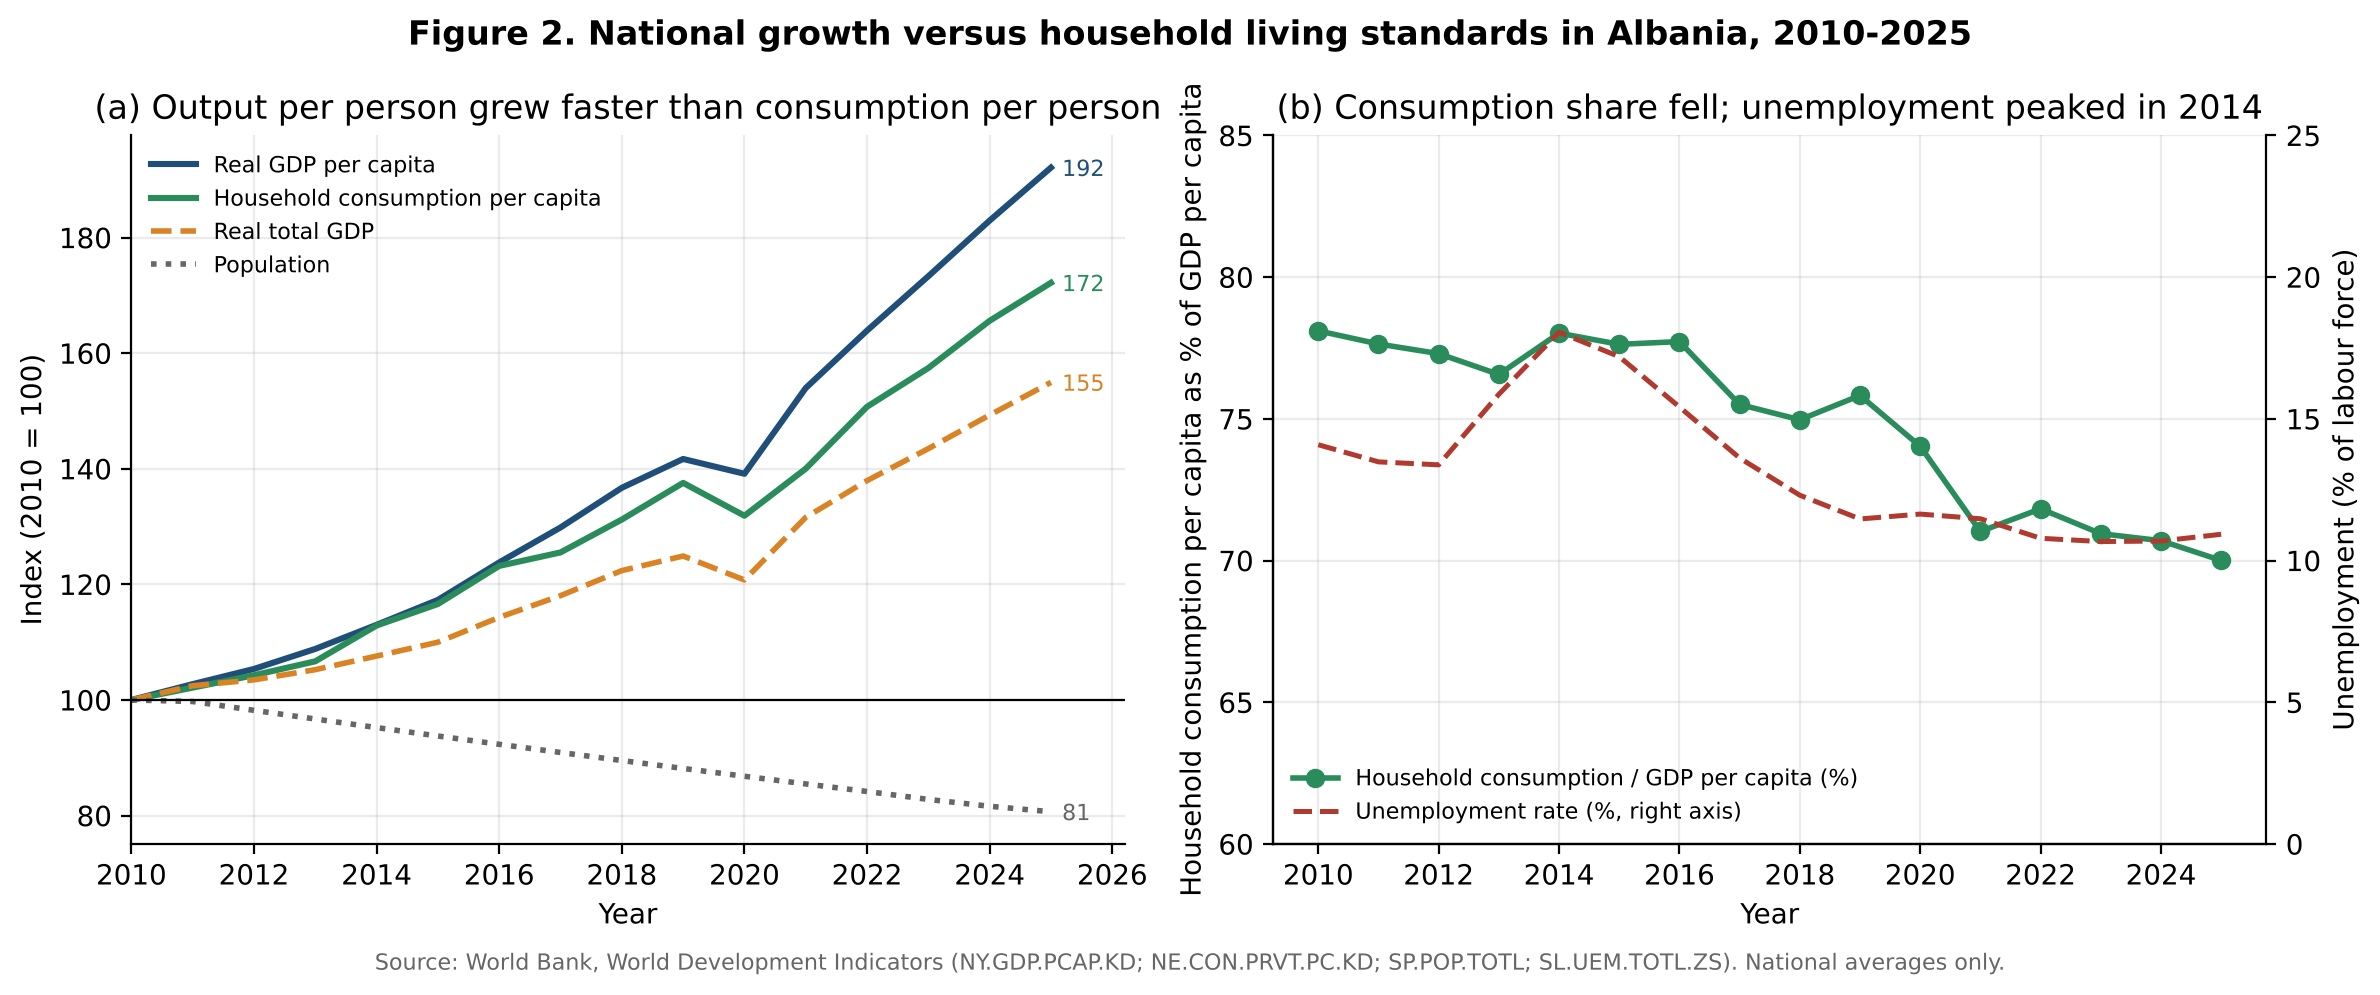 Figure 2. National growth versus household living standards in Albania, 2010-2025
(a) Output per person grew faster than consumption per person
Real GDP per capita
Household consumption per capita
Real total GDP
Population
192
172
155
81
Index (2010 = 100)
180
160
140
120
100
80
2010 2012 2014 2016 2018 2020 2022 2024 2026
Year
(b) Consumption share fell; unemployment peaked in 2014
Household consumption per capita as % of GDP per capita
85
80
75
70
65
60
Household consumption / GDP per capita (%)
Unemployment rate (%, right axis)
25
20
15
10
5
0
Unemployment (% of labour force)
2010 2012 2014 2016 2018 2020 2022 2024
Year
Source: World Bank, World Development Indicators (NY.GDP.PCAP.KD; NE.CON.PRVT.PC.KD; SP.POP.TOTL; SL.UEM.TOTL.ZS). National averages only.